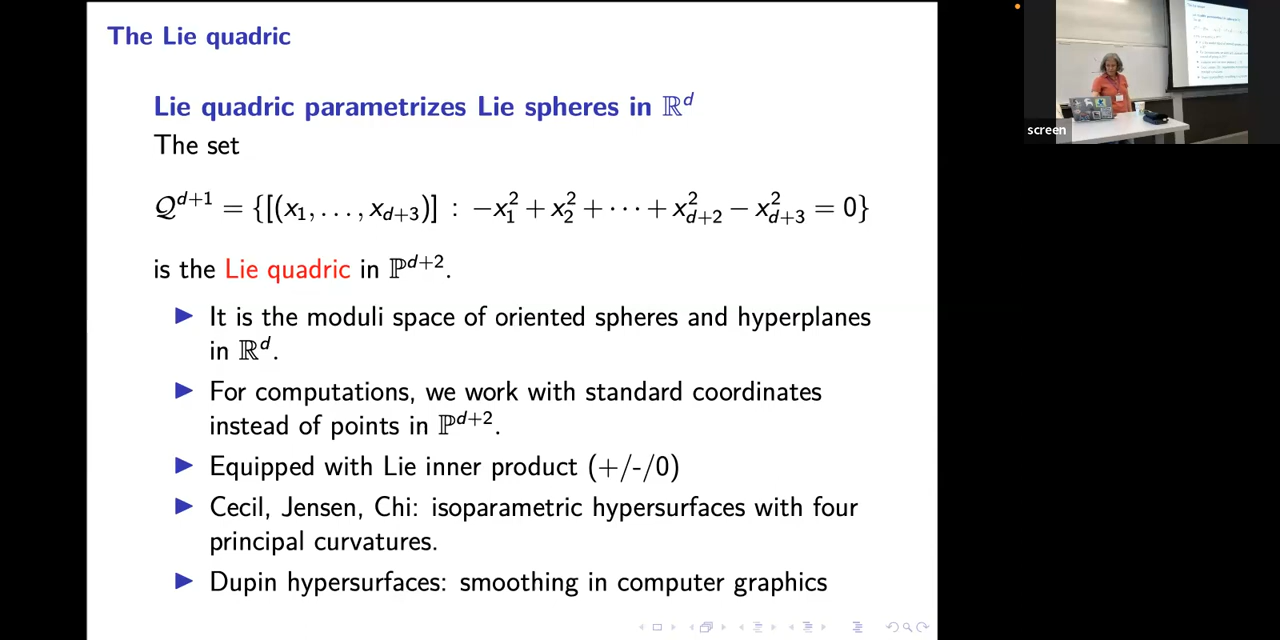 The Lie quadric
Lie quadric parametrizes Lie spheres in ℝ^d
The set
𝒬^{d+1} = {[(x_1, . . . , x_{d+3})] : −x_1^2 + x_2^2 + · · · + x_{d+2}^2 − x_{d+3}^2 = 0}
is the Lie quadric in ℙ^{d+2}.
▶ It is the moduli space of oriented spheres and hyperplanes
in ℝ^d.
▶ For computations, we work with standard coordinates
instead of points in ℙ^{d+2}.
▶ Equipped with Lie inner product (+/-/0)
▶ Cecil, Jensen, Chi: isoparametric hypersurfaces with four
principal curvatures.
▶ Dupin hypersurfaces: smoothing in computer graphics
screen